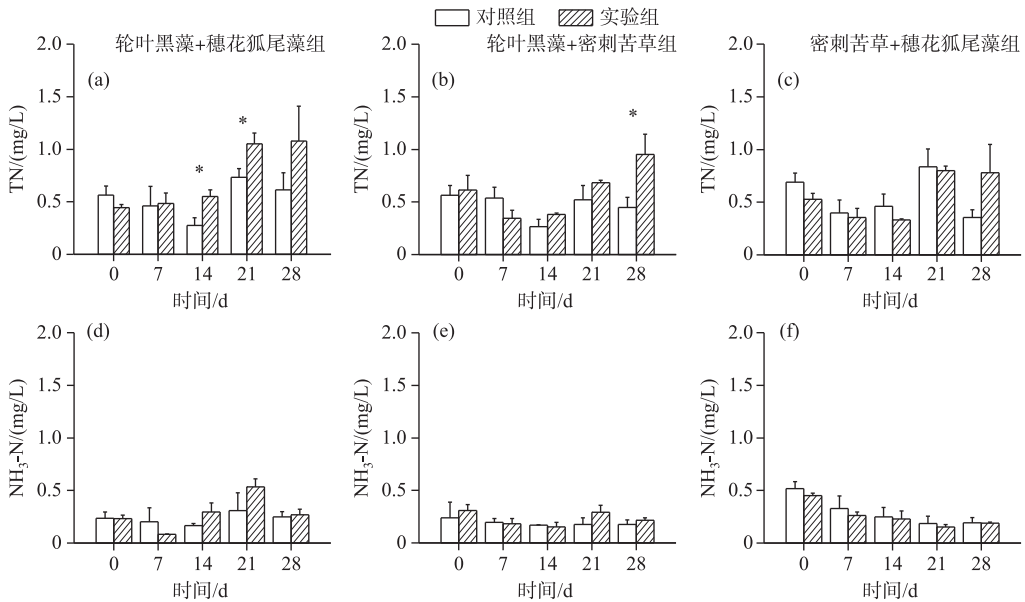 对照组 实验组
轮叶黑藻+穗花狐尾藻组
(a)
TN/(mg/L)
2.0
1.5
1.0
0.5
0
* *
0 7 14 21 28
时间/d
轮叶黑藻+密刺苦草组
(b)
TN/(mg/L)
2.0
1.5
1.0
0.5
0
*
0 7 14 21 28
时间/d
密刺苦草+穗花狐尾藻组
(c)
TN/(mg/L)
2.0
1.5
1.0
0.5
0
0 7 14 21 28
时间/d
(d)
NH₃-N/(mg/L)
2.0
1.5
1.0
0.5
0
0 7 14 21 28
时间/d
(e)
NH₃-N/(mg/L)
2.0
1.5
1.0
0.5
0
0 7 14 21 28
时间/d
(f)
NH₃-N/(mg/L)
2.0
1.5
1.0
0.5
0
0 7 14 21 28
时间/d